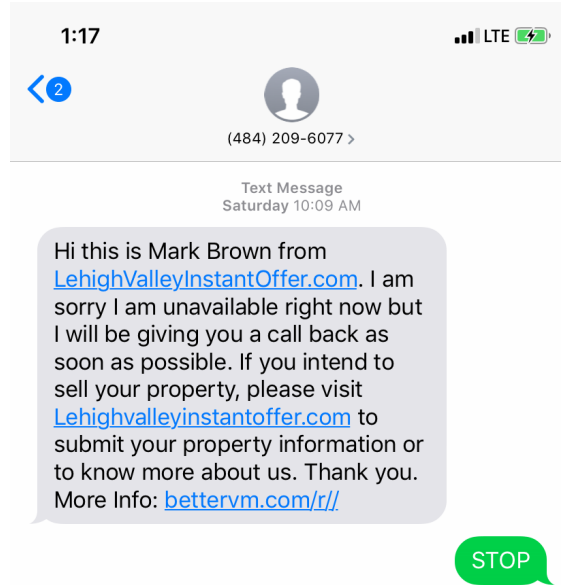 1:17
LTE
2
(484) 209-6077
Text Message
Saturday 10:09 AM
Hi this is Mark Brown from
LehighValleyInstantOffer.com. I am
sorry I am unavailable right now but
I will be giving you a call back as
soon as possible. If you intend to
sell your property, please visit
Lehighvalleyinstantoffer.com to
submit your property information or
to know more about us. Thank you.
More Info: bettervm.com/r//
STOP